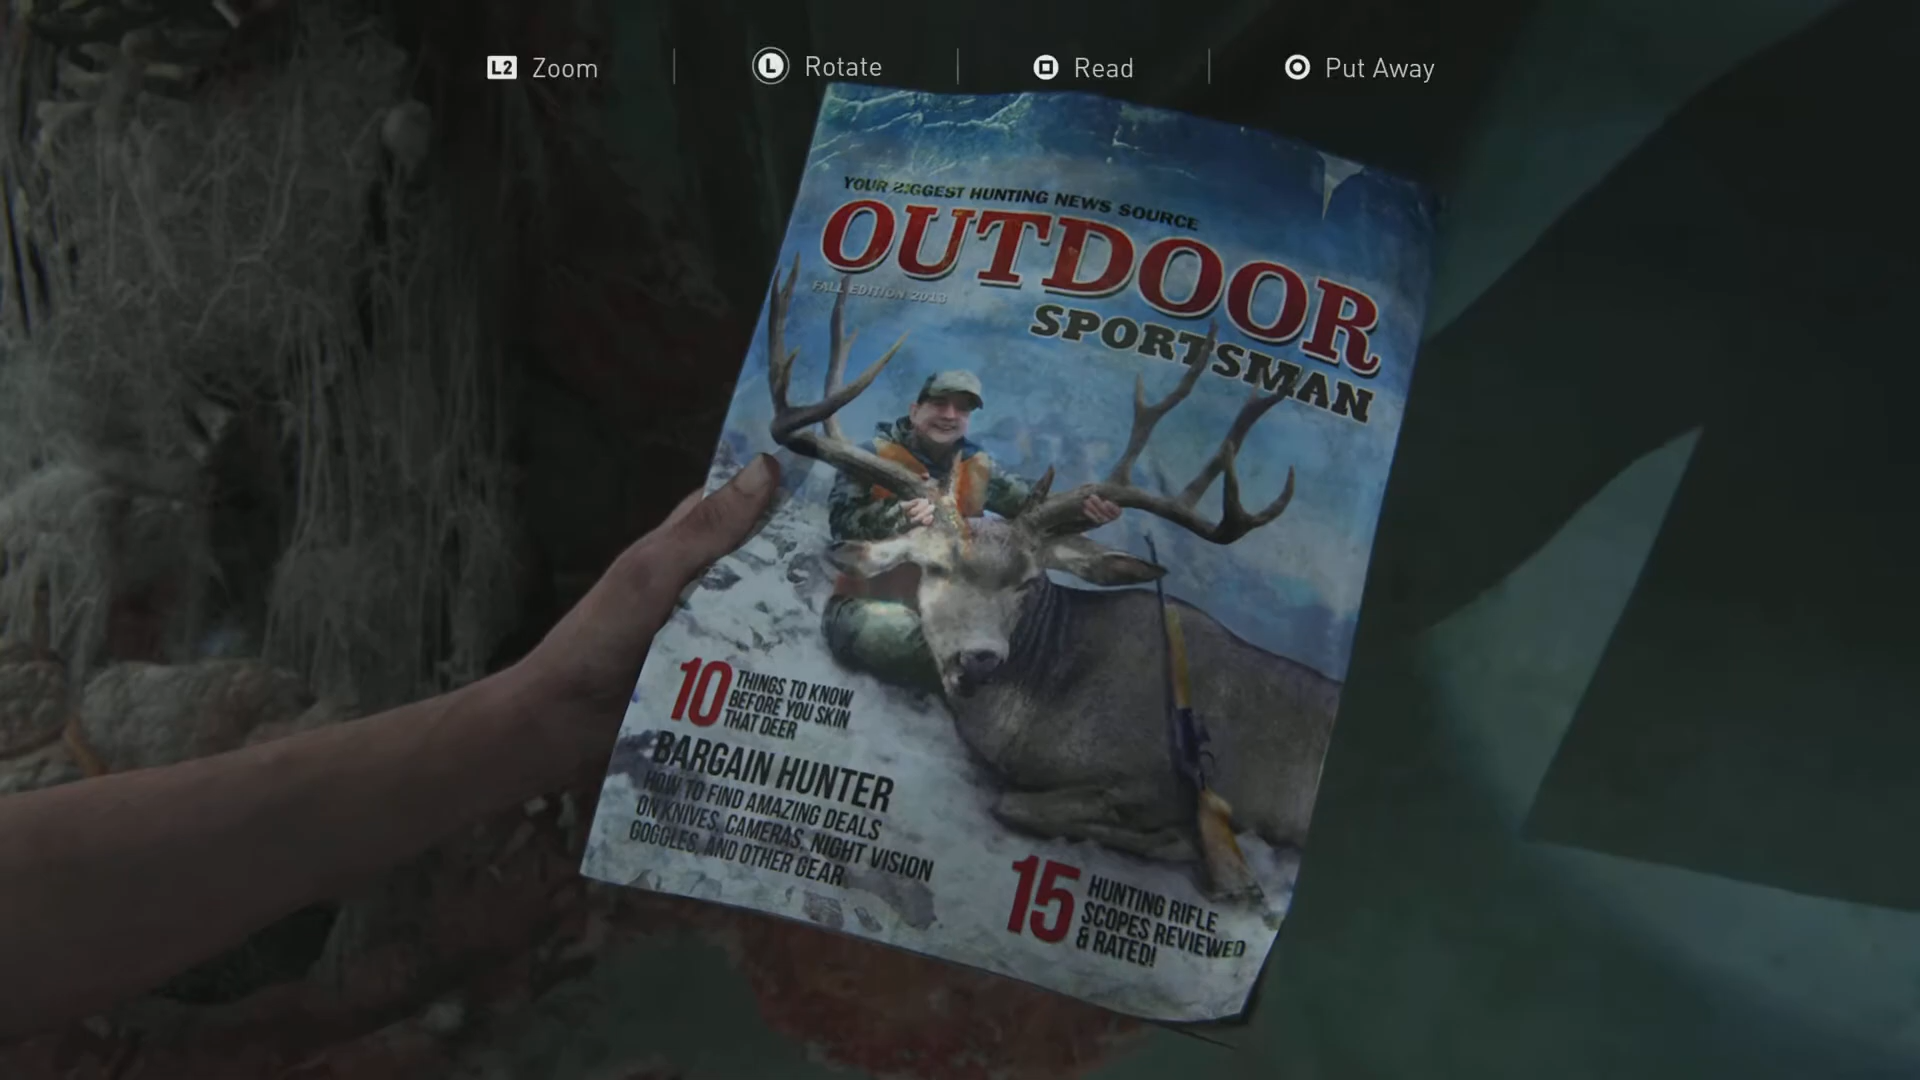 L2 Zoom
L Rotate
Read
Put Away
YOUR BIGGEST HUNTING NEWS SOURCE
OUTDOOR
FALL EDITION 2013
SPORTSMAN
10 THINGS TO KNOW
BEFORE YOU SKIN
THAT DEER
BARGAIN HUNTER
HOW TO FIND AMAZING DEALS
ON KNIVES, CAMERAS, NIGHT VISION
GOGGLES, AND OTHER GEAR
15 HUNTING RIFLE
SCOPES REVIEWED
& RATED!